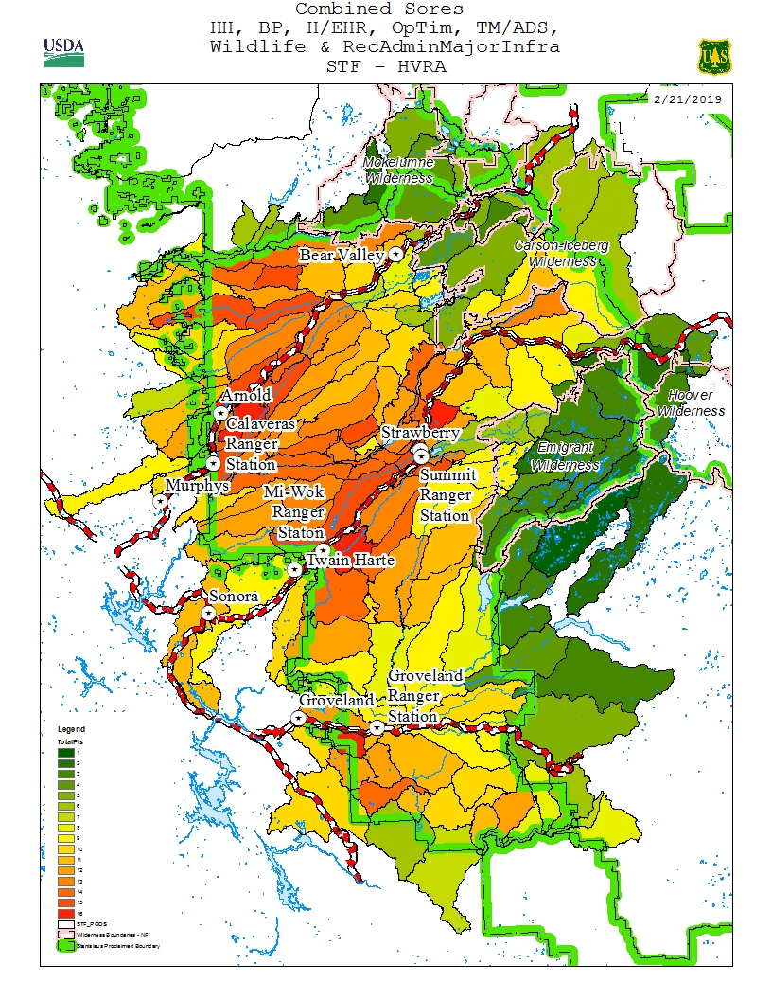 Combined Sores
HH, BP, H/EHR, OpTim, TM/ADS,
Wildlife & RecAdminMajorInfra
STF - HVRA
USDA
UAS
2/21/2019
Mokelumne
Wilderness
Carson-Iceberg
Wilderness
Bear Valley
Arnold
Calaveras
Ranger
Station
Hoover
Wilderness
Strawberry
Emigrant
Wilderness
Summit
Ranger
Station
Murphys
Mi-Wok
Ranger
Staton
Twain Harte
Sonora
Groveland
Groveland
Ranger
Station
Legend
TotalPts
1
2
3
4
5
6
7
8
9
10
11
12
13
14
15
16
STF_PODS
Wilderness Boundaries - NF
Stanislaus Proclaimed Boundary